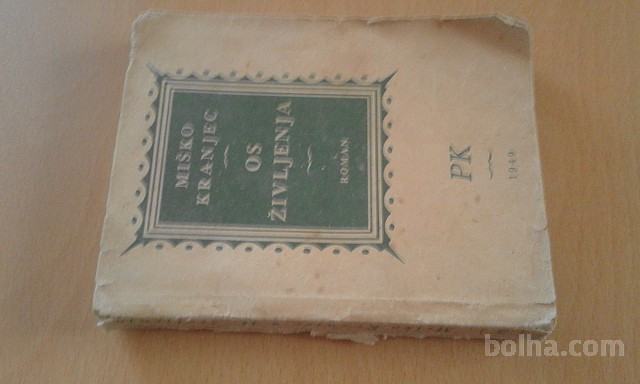 MIŠKO
KRANJEC
OS
ŽIVLJENJA
ROMAN
PK
1949
bolha.com